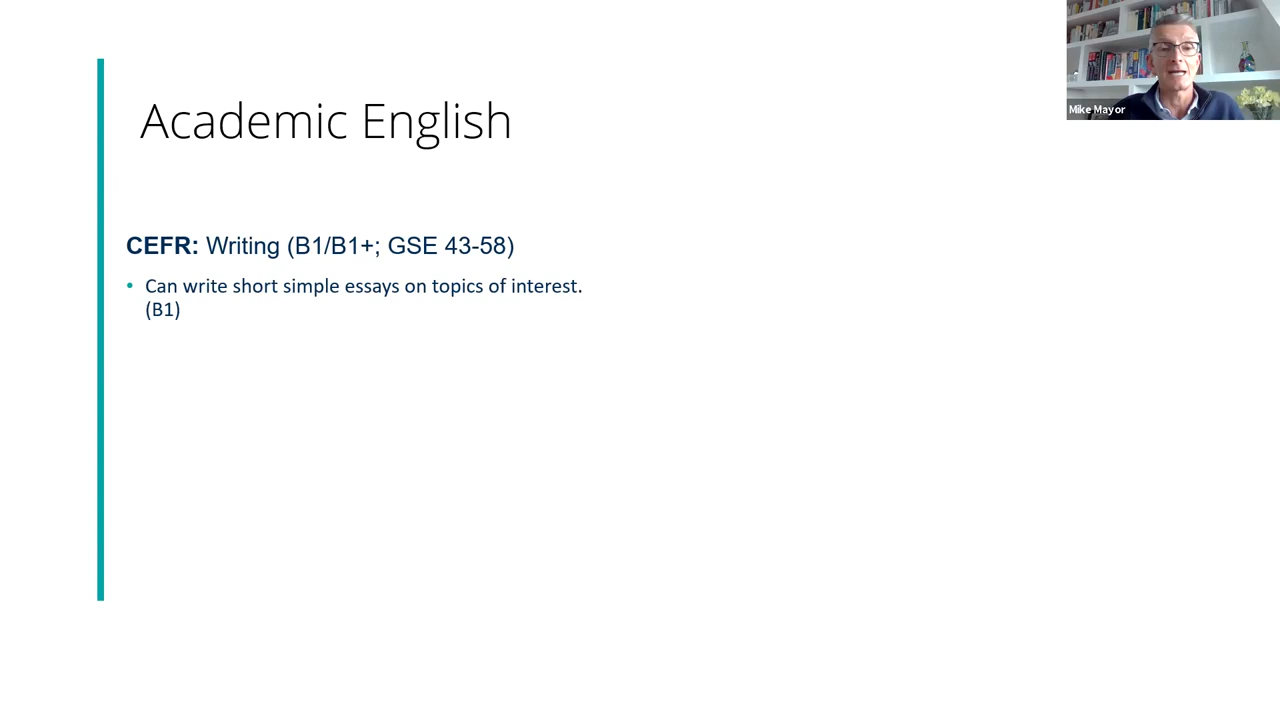 Academic English
CEFR: Writing (B1/B1+; GSE 43-58)
• Can write short simple essays on topics of interest.
(B1)
Mike Mayor